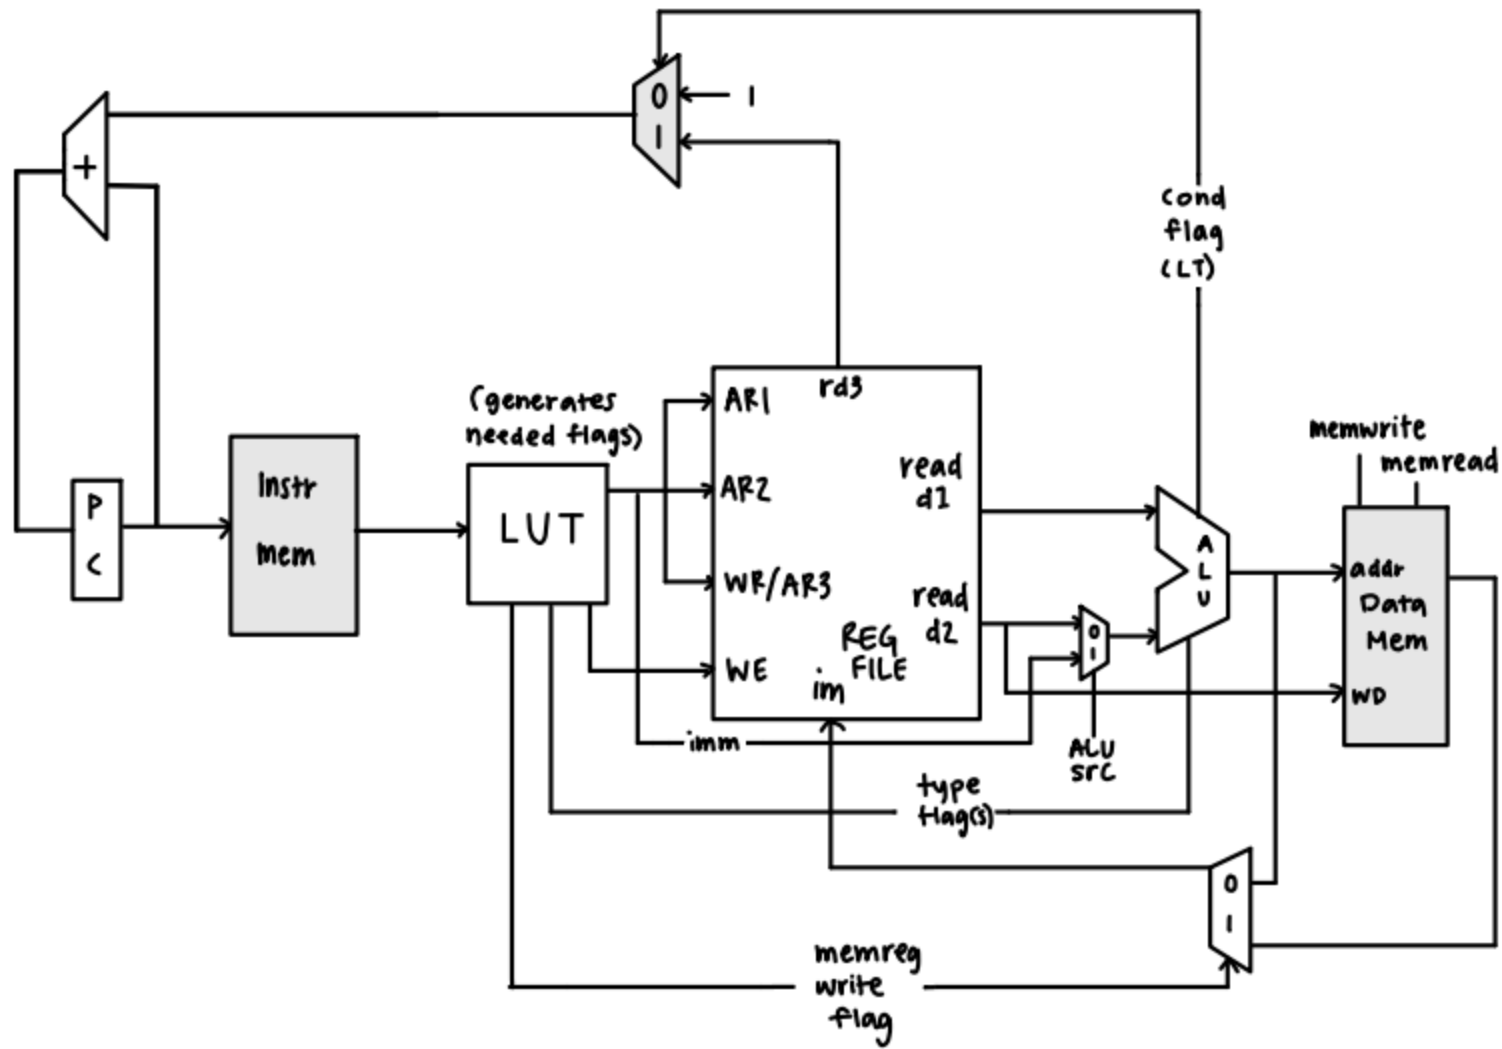 0
1
1
+
cond
flag
(LT)
P
C
instr
mem
(generates
needed flags)
LUT
AR1
AR2
WR/AR3
WE
rd3
read
d1
read
d2
REG
FILE
im
0
1
ALU
src
A
L
U
memwrite
memread
addr
Data
Mem
WD
imm
type
flag(s)
0
1
memreg
write
flag